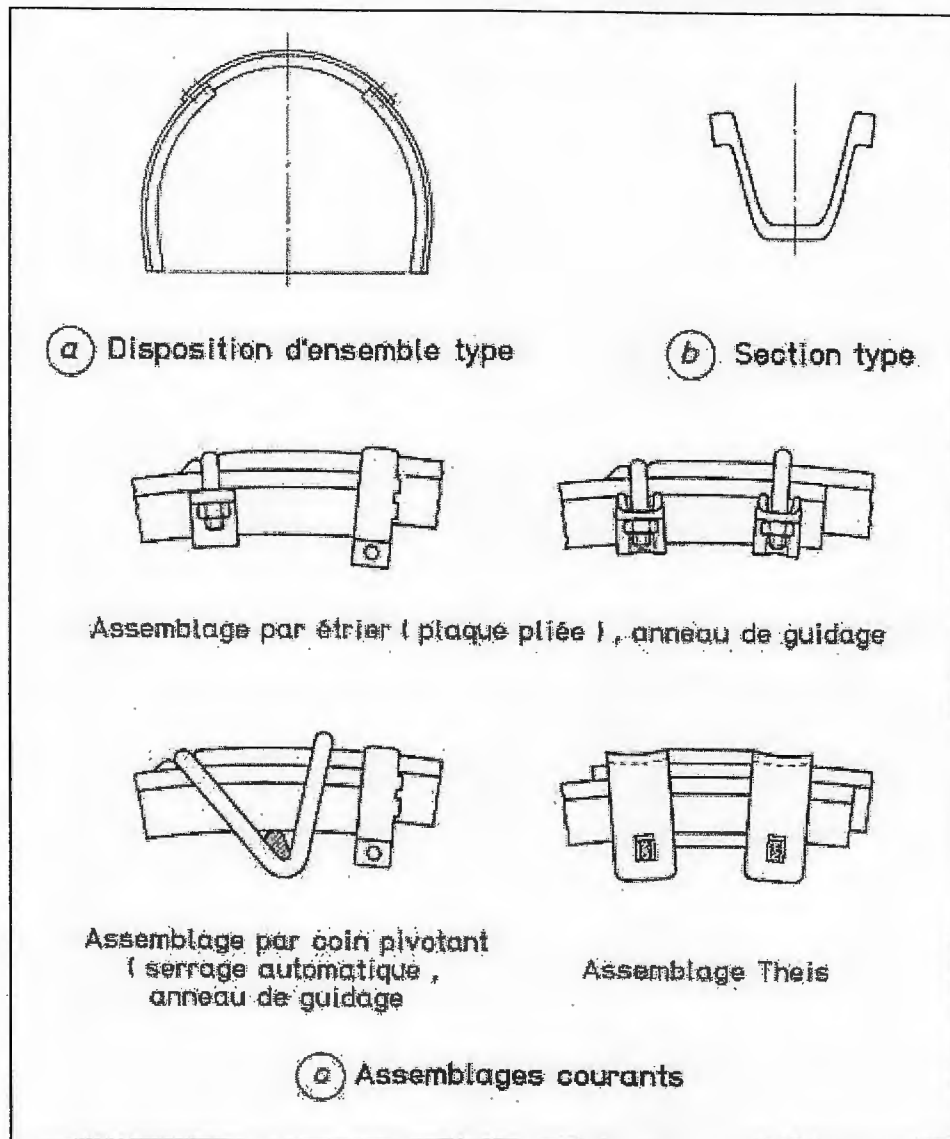 a Disposition d'ensemble type
b Section type
Assemblage par étrier ( plaque pliée ) , anneau de guidage
Assemblage par coin pivotant
( serrage automatique ,
anneau de guidage
Assemblage Theis
a Assemblages courants